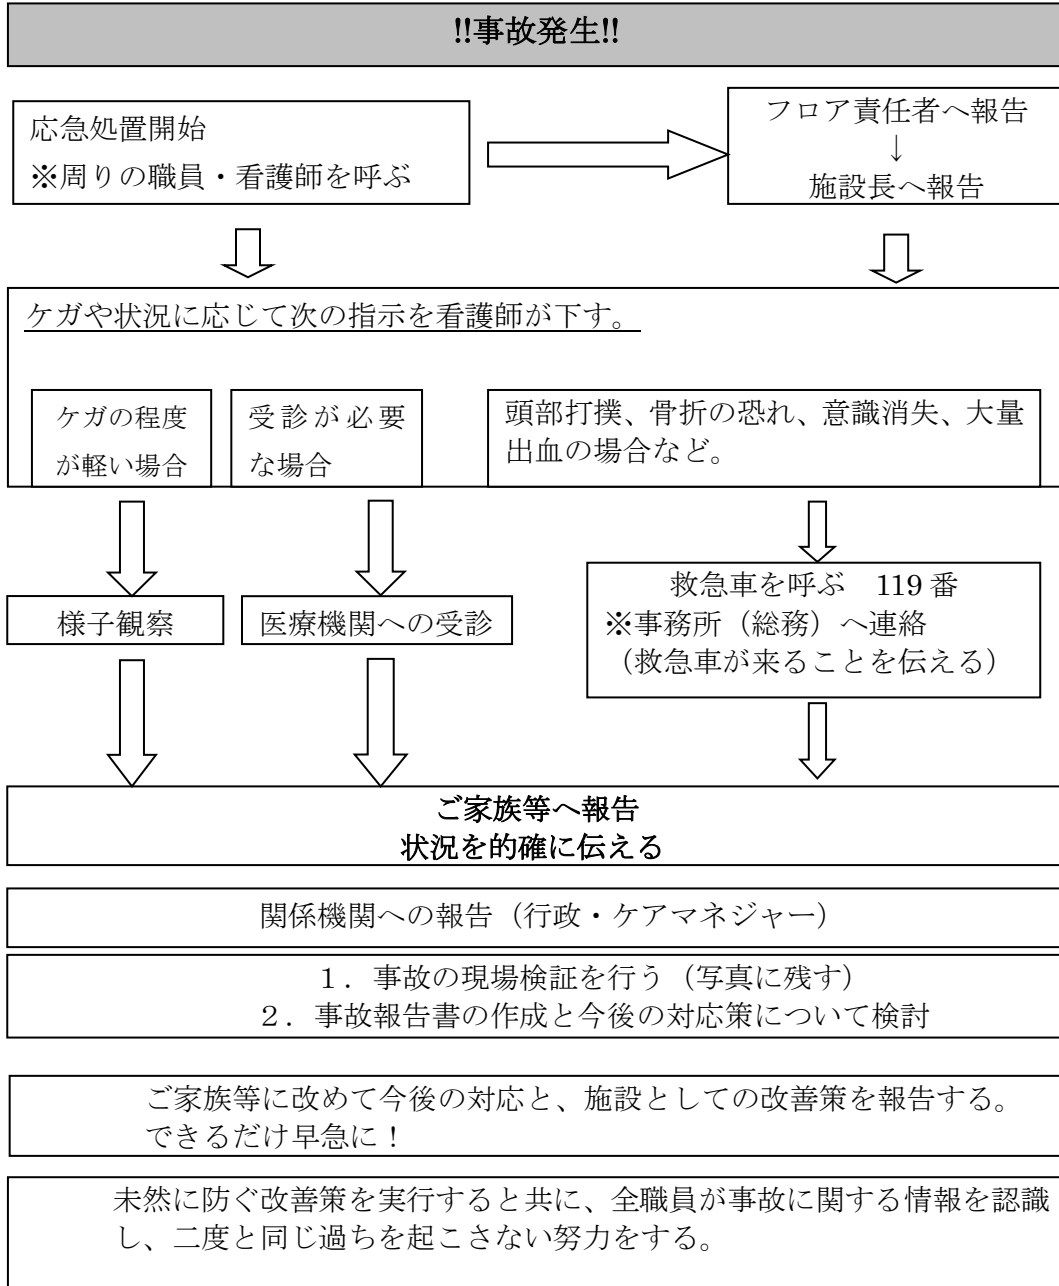 !!事故発生!!
応急処置開始
※周りの職員・看護師を呼ぶ
フロア責任者へ報告
↓
施設長へ報告
ケガや状況に応じて次の指示を看護師が下す。
ケガの程度
が軽い場合
受診が必要
な場合
頭部打撲、骨折の恐れ、意識消失、大量
出血の場合など。
様子観察
医療機関への受診
救急車を呼ぶ　119 番
※事務所（総務）へ連絡
（救急車が来ることを伝える）
ご家族等へ報告
状況を的確に伝える
関係機関への報告（行政・ケアマネジャー）
１．事故の現場検証を行う（写真に残す）
２．事故報告書の作成と今後の対応策について検討
ご家族等に改めて今後の対応と、施設としての改善策を報告する。
できるだけ早急に！
未然に防ぐ改善策を実行すると共に、全職員が事故に関する情報を認識
し、二度と同じ過ちを起こさない努力をする。